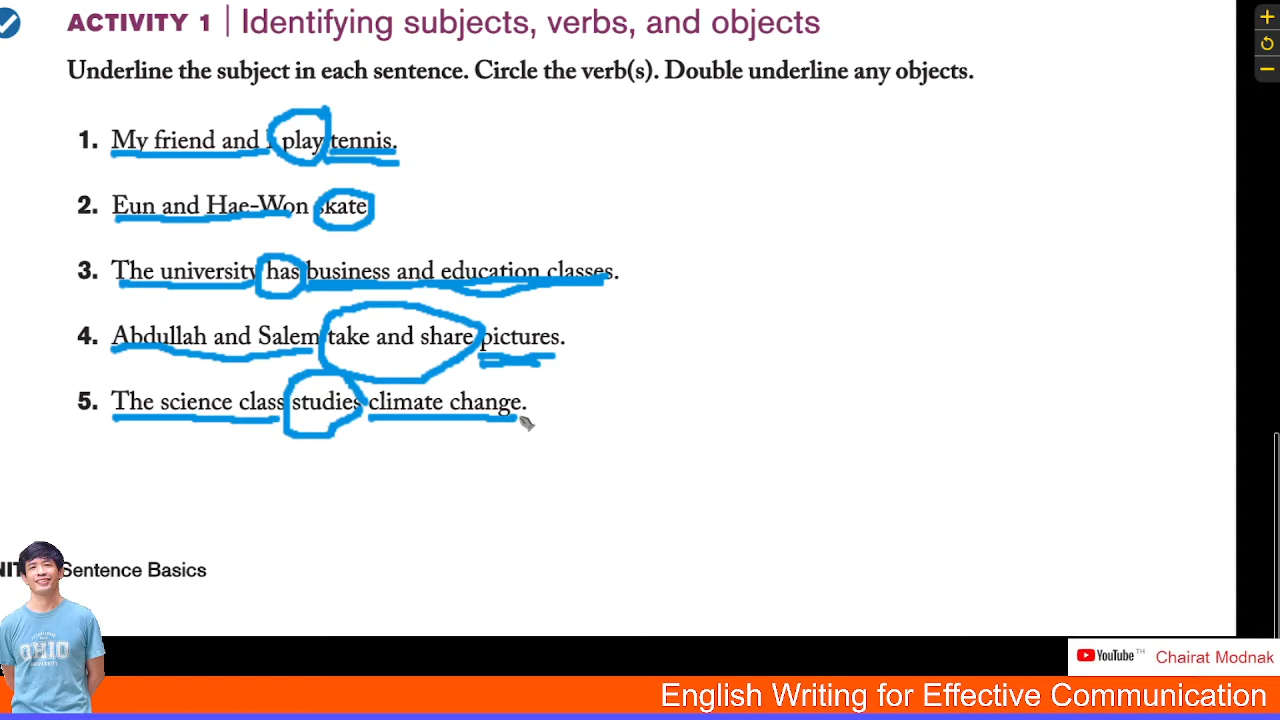 ACTIVITY 1 | Identifying subjects, verbs, and objects
Underline the subject in each sentence. Circle the verb(s). Double underline any objects.
1. My friend and I play tennis.
2. Eun and Hae-Won skate
3. The university has business and education classes.
4. Abdullah and Salem take and share pictures.
5. The science class studies climate change.
Sentence Basics
OHIO
YouTube TH Chairat Modnak
English Writing for Effective Communication